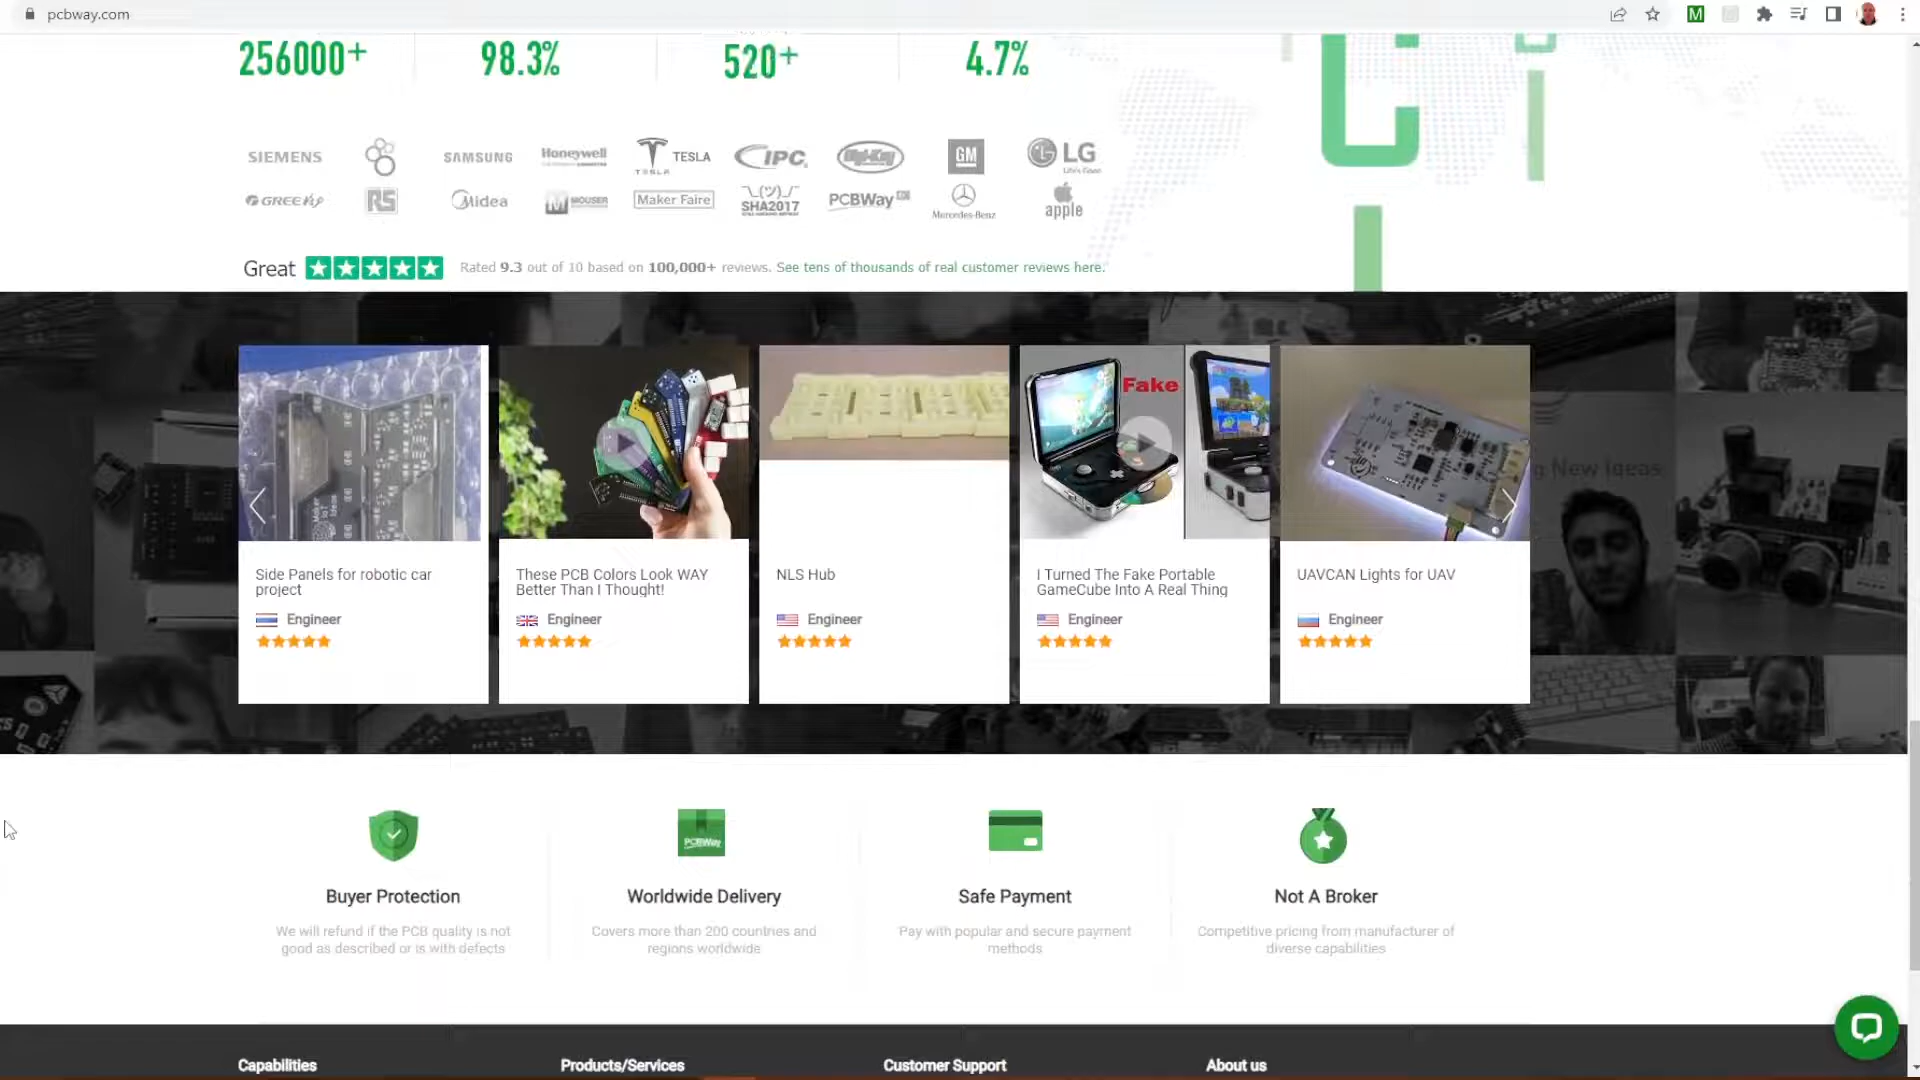 pcbway.com
256000+
98.3%
520+
4.7%
SIEMENS
SAMSUNG
Honeywell
TESLA
TESLA
IPC
Digi-Key
GM
LG
Life's Good
GREE
RS
Midea
MOUSER
Maker Faire
SHA2017
PCBWay
Mercedes-Benz
apple
Great
Rated 9.3 out of 10 based on 100,000+ reviews. See tens of thousands of real customer reviews here.
Fake
New Ideas
Side Panels for robotic car
project
Engineer
These PCB Colors Look WAY
Better Than I Thought!
Engineer
NLS Hub
Engineer
I Turned The Fake Portable
GameCube Into A Real Thing
Engineer
UAVCAN Lights for UAV
Engineer
PCBWay
Buyer Protection
We will refund if the PCB quality is not
good as described or is with defects
Worldwide Delivery
Covers more than 200 countries and
regions worldwide
Safe Payment
Pay with popular and secure payment
methods
Not A Broker
Competitive pricing from manufacturer of
diverse capabilities
Capabilities
Products/Services
Customer Support
About us